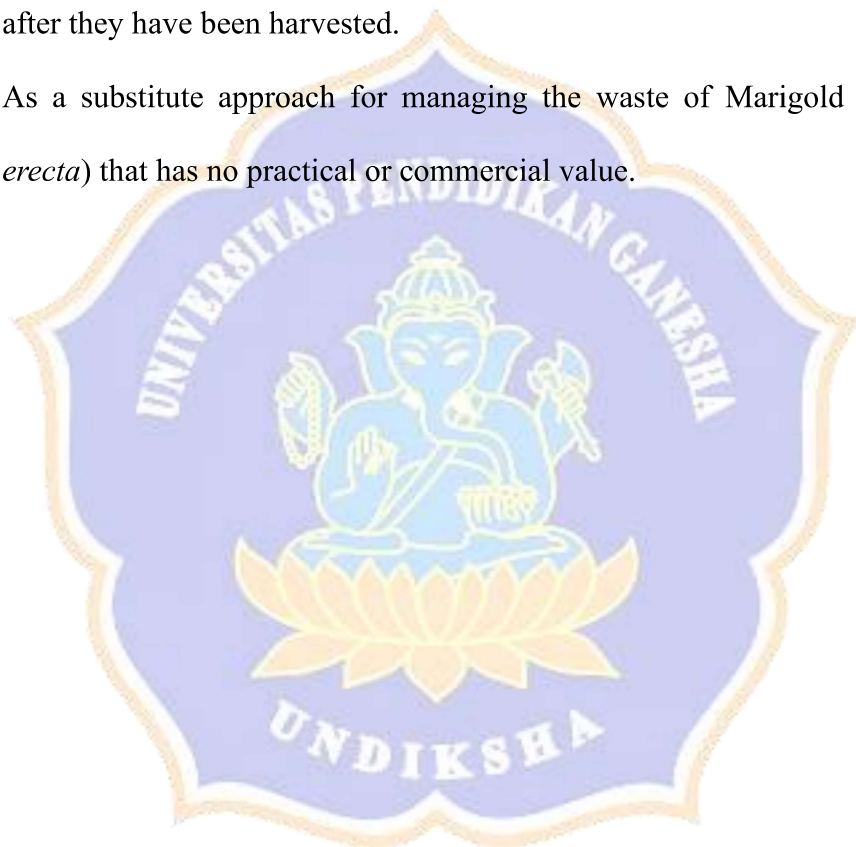 after they have been harvested.
As a substitute approach for managing the waste of Marigold
erecta) that has no practical or commercial value.
UNIVERSITAS PENDIDIKAN GANESHA
UNDIKSHA